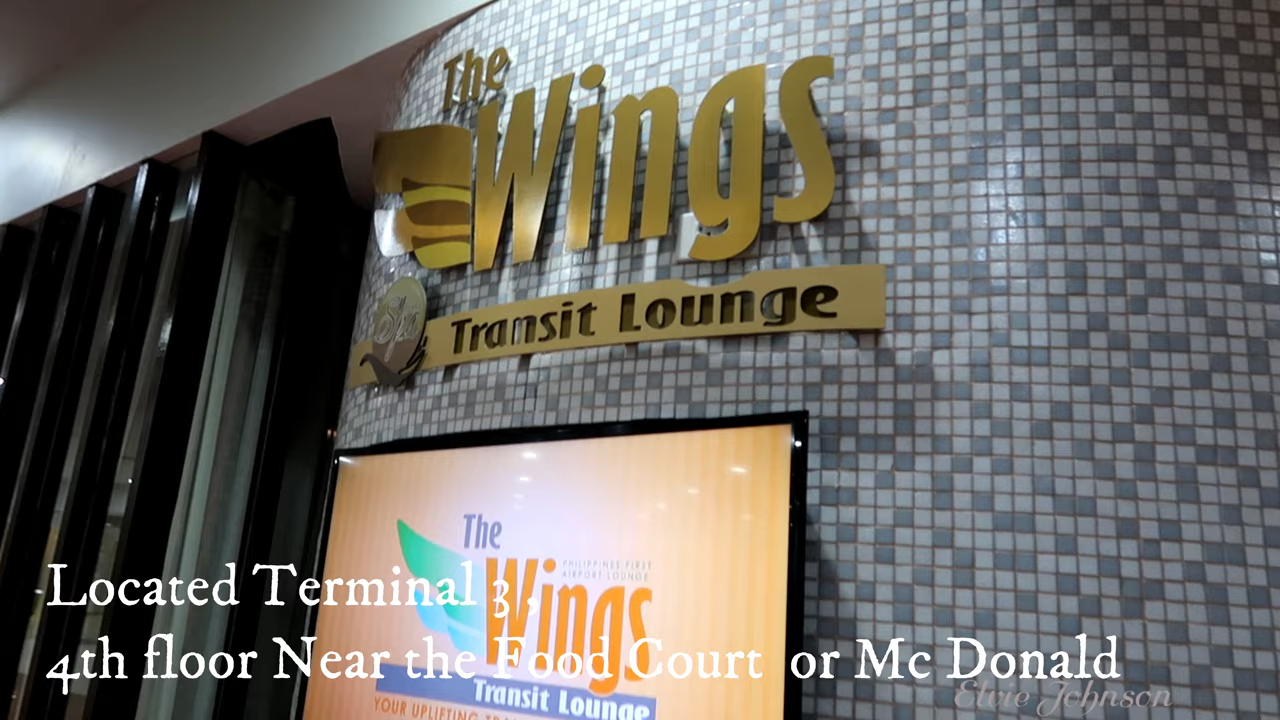 The
Wings
Spa
Transit Lounge
The
PHILIPPINES FIRST
AIRPORT LOUNGE
Wings
Transit Lounge
YOUR UPLIFTING
Located Terminal 3,
4th floor Near the Food Court or Mc Donald
Elvie Johnson